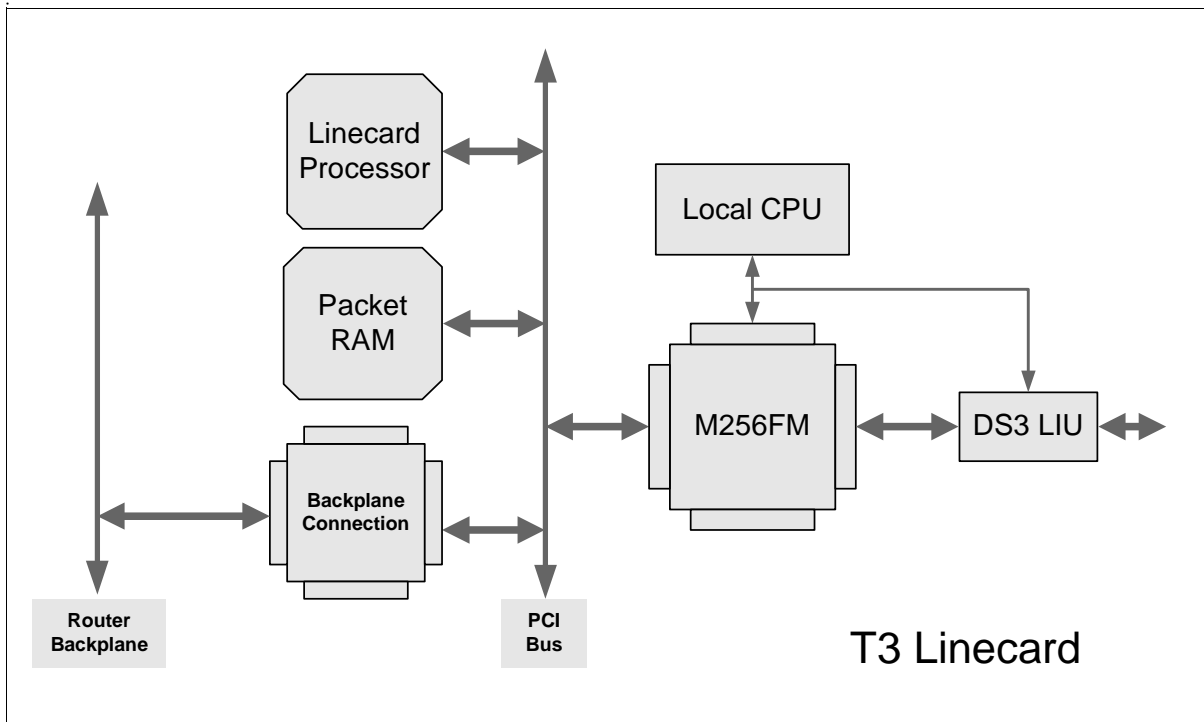 Linecard
Processor
Local CPU
Packet
RAM
M256FM
DS3 LIU
Backplane
Connection
Router
Backplane
PCI
Bus
T3 Linecard